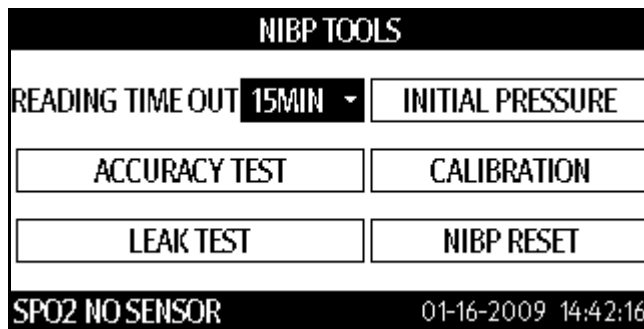 NIBP TOOLS
READING TIME OUT 15MIN INITIAL PRESSURE
ACCURACY TEST CALIBRATION
LEAK TEST NIBP RESET
SPO2 NO SENSOR 01-16-2009 14:42:16